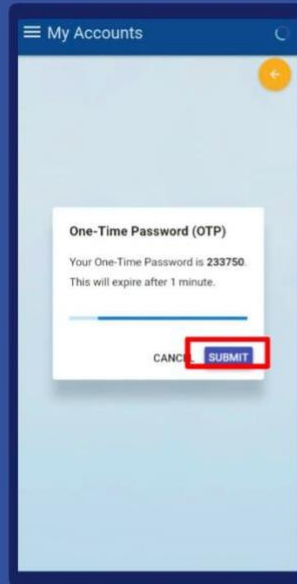 My Accounts
One-Time Password (OTP)
Your One-Time Password is 233750.
This will expire after 1 minute.
CANCEL SUBMIT